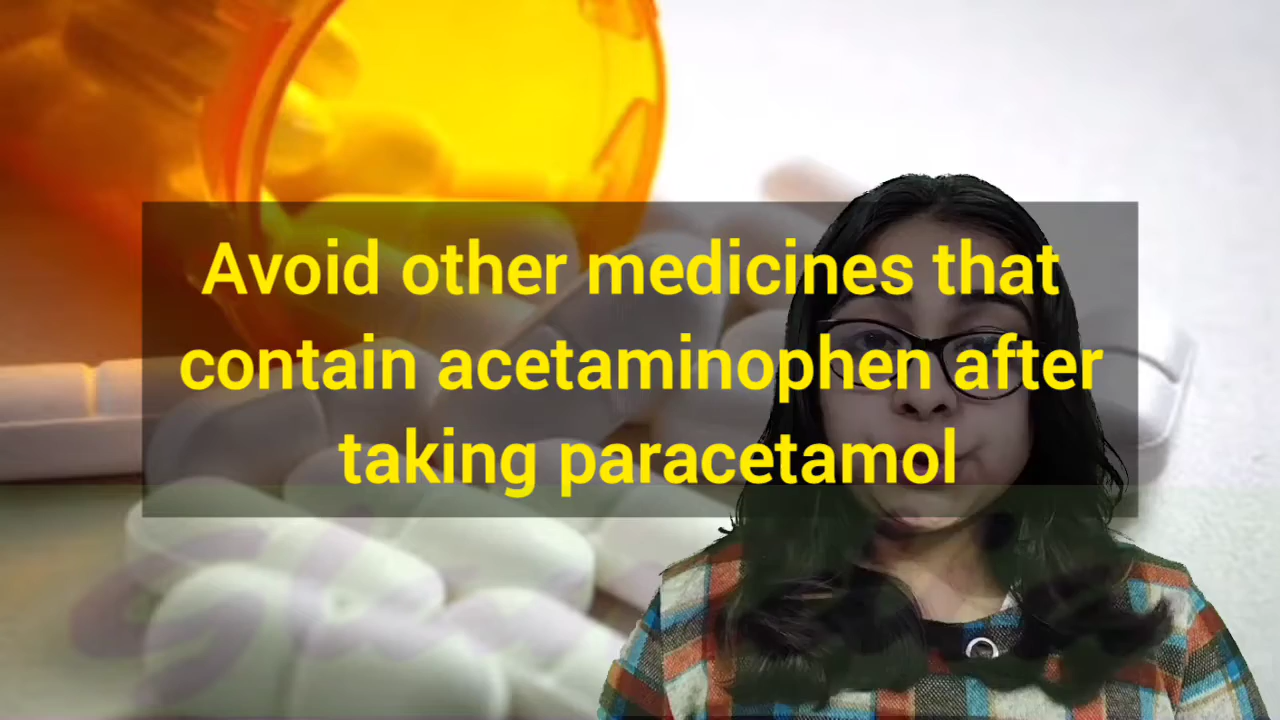 Avoid other medicines that
contain acetaminophen after
taking paracetamol